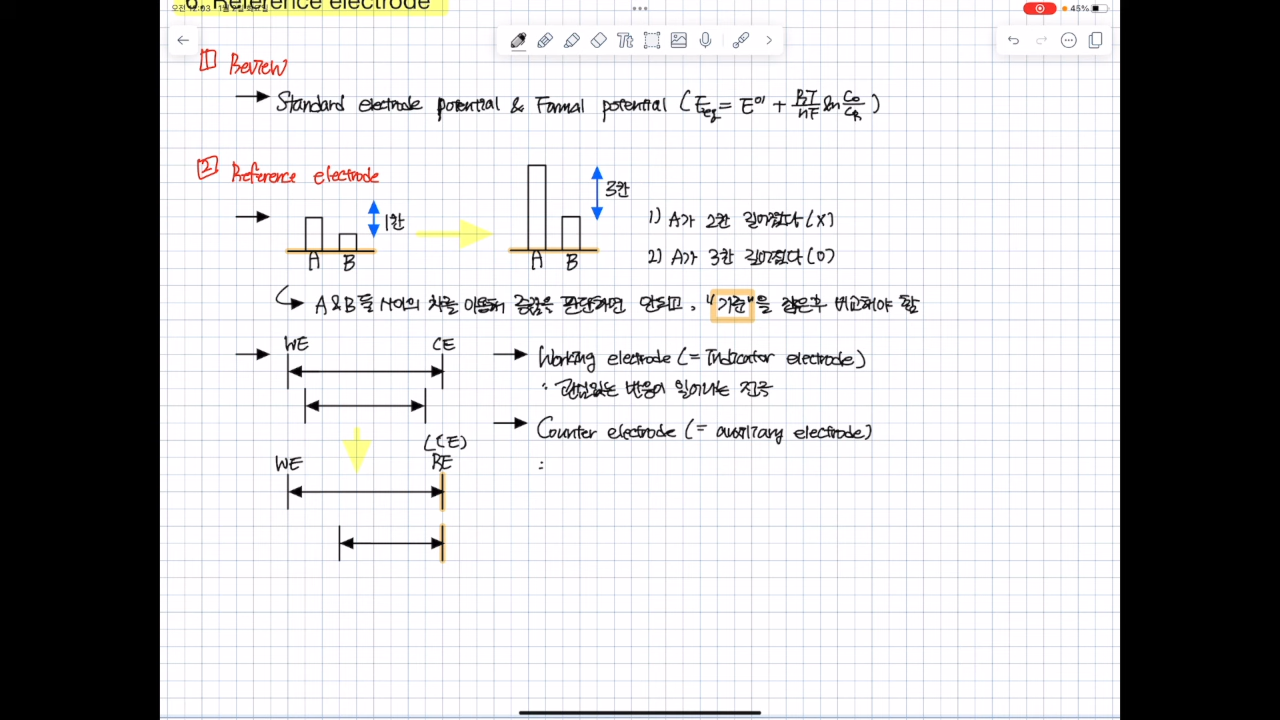 6. Reference electrode
45%
1 Review
→ Standard electrode potential & Formal potential (Eeq = E0' + RT/nF ln Co/CR)
2 Reference electrode
→ 1칸 3칸
A B A B
1) A가 2칸 길어졌다 (X)
2) A가 3칸 길어졌다 (O)
A & B 둘 사이의 차를 이용해 증감을 판단하면 안되고, "기준"을 잡은후 비교해야 함
→ WE CE
→ Working electrode (= Indicator electrode)
: 관심있는 반응이 일어나는 전극
→ Counter electrode (= auxiliary electrode)
:
(CE)
WE RE